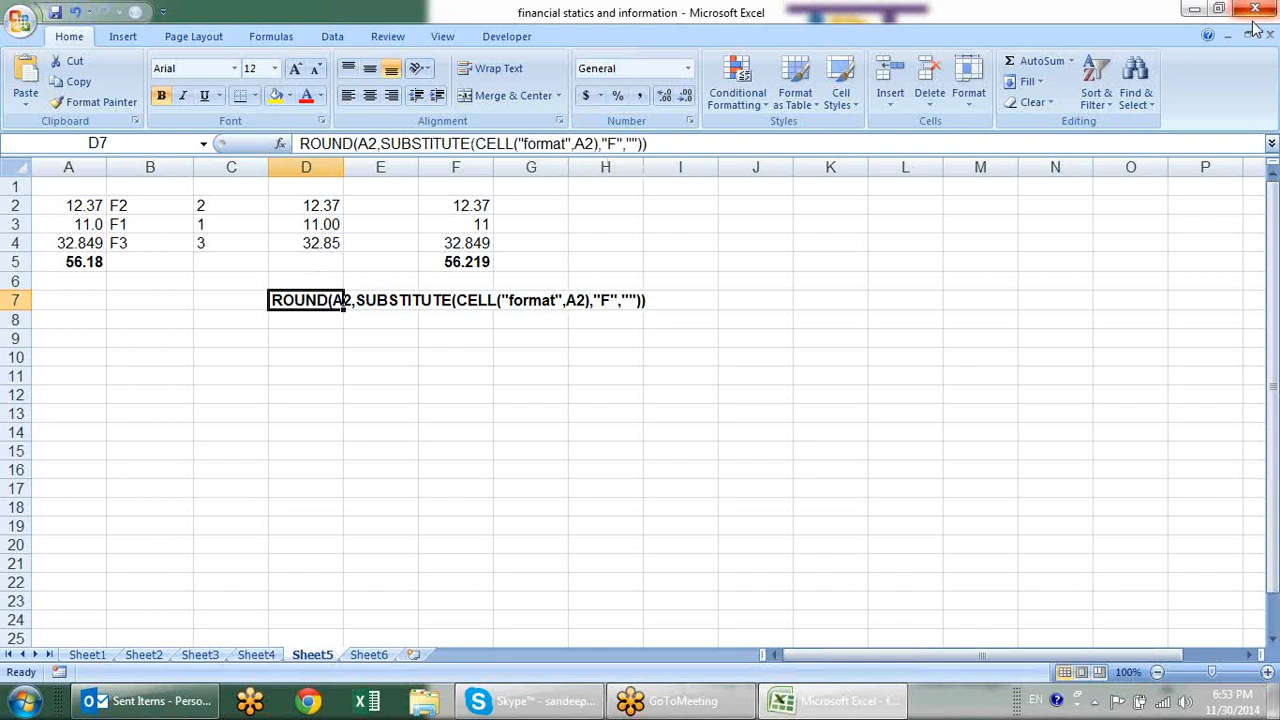 financial statics and information - Microsoft Excel
Home Insert Page Layout Formulas Data Review View Developer
Paste
Cut
Copy
Format Painter
Clipboard
Arial 12
B I U
Font
Wrap Text
Merge & Center
Alignment
General
$ % ,
Number
Conditional Formatting
Format as Table
Cell Styles
Styles
Insert Delete Format
Cells
Σ AutoSum
Fill
Clear
Sort & Filter
Find & Select
Editing
D7 fx ROUND(A2,SUBSTITUTE(CELL("format",A2),"F",""))
A B C D E F G H I J K L M N O P
1
2 12.37 F2 2 12.37 12.37
3 11.0 F1 1 11.00 11
4 32.849 F3 3 32.85 32.849
5 56.18 56.219
6
7 ROUND(A2,SUBSTITUTE(CELL("format",A2),"F",""))
8
9
10
11
12
13
14
15
16
17
18
19
20
21
22
23
24
25
Sheet1 Sheet2 Sheet3 Sheet4 Sheet5 Sheet6
Ready 100%
Sent Items - Perso...
Skype™ - sandeep...
GoToMeeting
Microsoft Excel - f...
EN
6:53 PM
11/30/2014